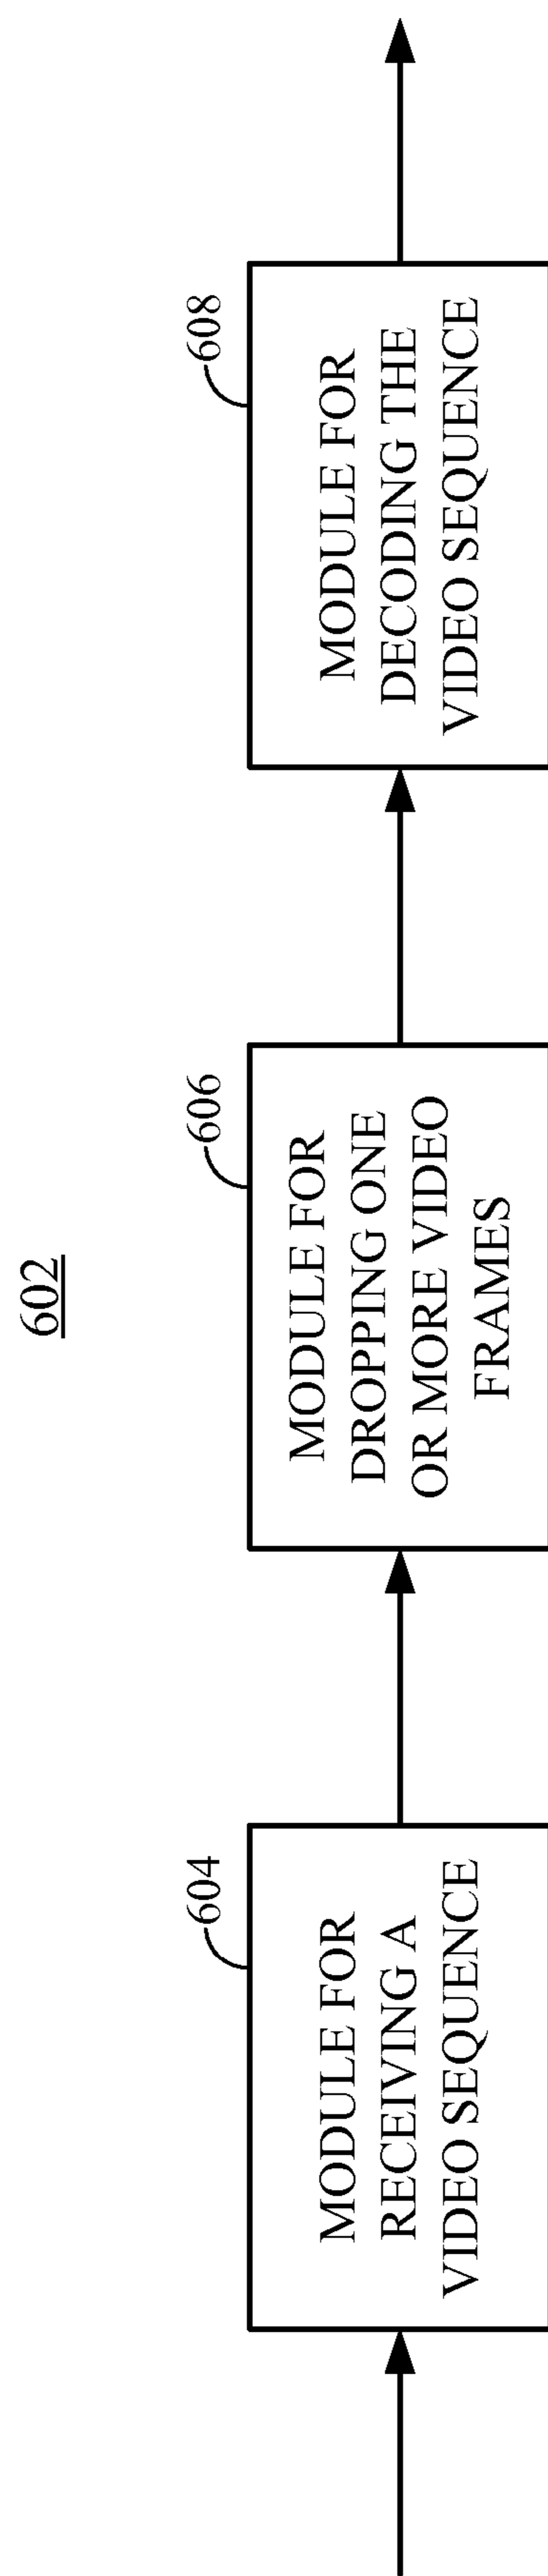 602
604
MODULE FOR
RECEIVING A
VIDEO SEQUENCE
606
MODULE FOR
DROPPING ONE
OR MORE VIDEO
FRAMES
608
MODULE FOR
DECODING THE
VIDEO SEQUENCE